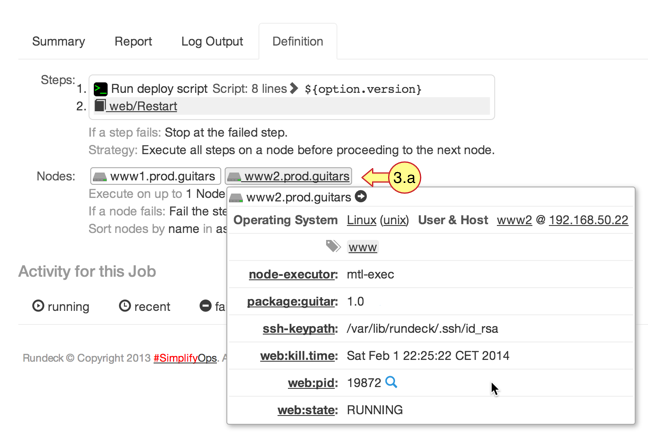 Summary Report Log Output Definition
Steps: 1. Run deploy script Script: 8 lines ${option.version}
2. web/Restart
If a step fails: Stop at the failed step.
Strategy: Execute all steps on a node before proceeding to the next node.
Nodes: www1.prod.guitars www2.prod.guitars 3.a
Execute on up to 1 Node
If a node fails: Fail the ste
Sort nodes by name in as
www2.prod.guitars
Operating System Linux (unix) User & Host www2 @ 192.168.50.22
www
node-executor: mtl-exec
package:guitar: 1.0
ssh-keypath: /var/lib/rundeck/.ssh/id_rsa
web:kill.time: Sat Feb 1 22:25:22 CET 2014
web:pid: 19872
web:state: RUNNING
Activity for this Job
running recent fa
Rundeck © Copyright 2013 #SimplifyOps. A